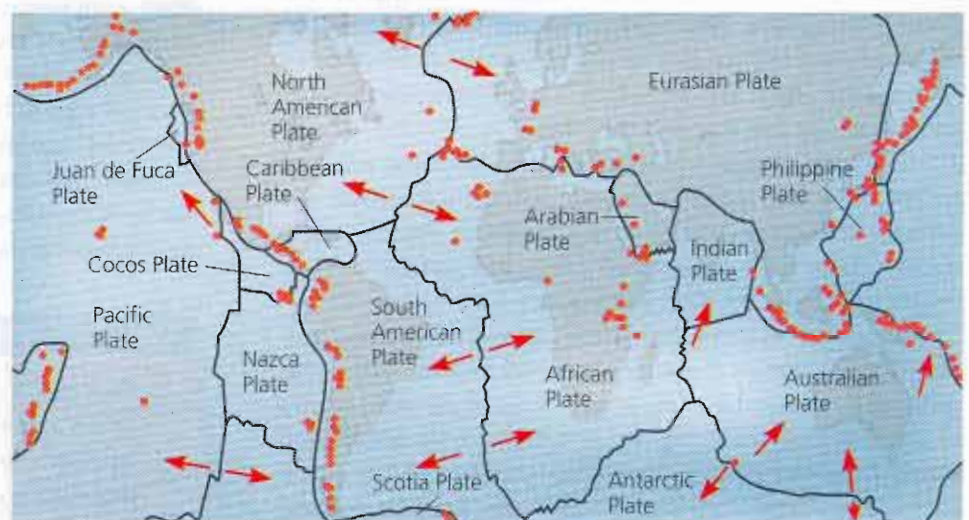 North
American
Plate
Eurasian Plate
Juan de Fuca
Plate
Caribbean
Plate
Philippine
Plate
Arabian
Plate
Indian
Plate
Cocos Plate
Pacific
Plate
South
American
Plate
Nazca
Plate
African
Plate
Australian
Plate
Scotia Plate
Antarctic
Plate